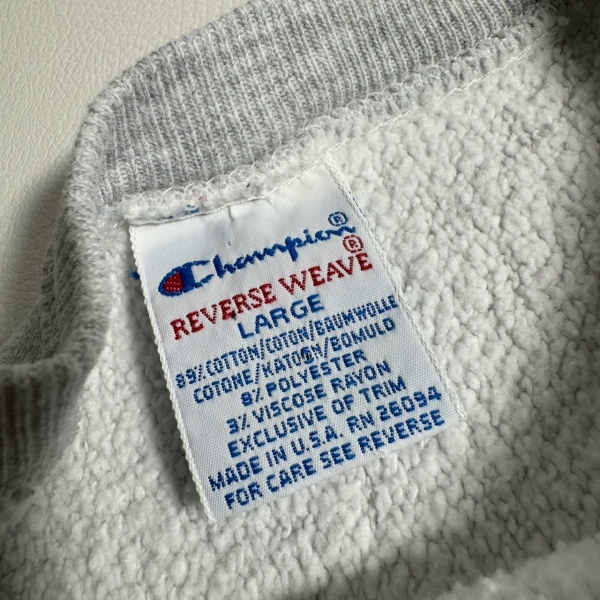 Champion®
REVERSE WEAVE®
LARGE
89% COTTON/COTON/BAUMWOLLE
COTONE/KATOEN/BOMULD
8% POLYESTER
3% VISCOSE RAYON
EXCLUSIVE OF TRIM
MADE IN U.S.A. RN 26094
FOR CARE SEE REVERSE